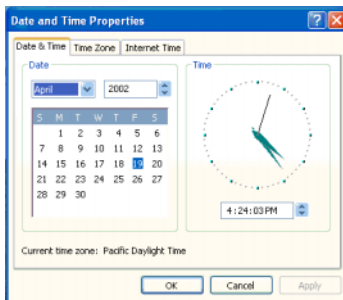 Date and Time Properties
Date & Time Time Zone Internet Time
Date
Time
April 2002
S M T W T F S
1 2 3 4 5 6
7 8 9 10 11 12 13
14 15 16 17 18 19 20
21 22 23 24 25 26 27
28 29 30
4:24:03 PM
Current time zone: Pacific Daylight Time
OK Cancel Apply